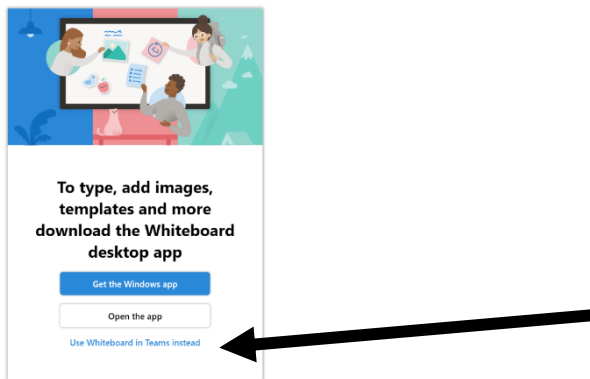 To type, add images,
templates and more
download the Whiteboard
desktop app
Get the Windows app
Open the app
Use Whiteboard in Teams instead